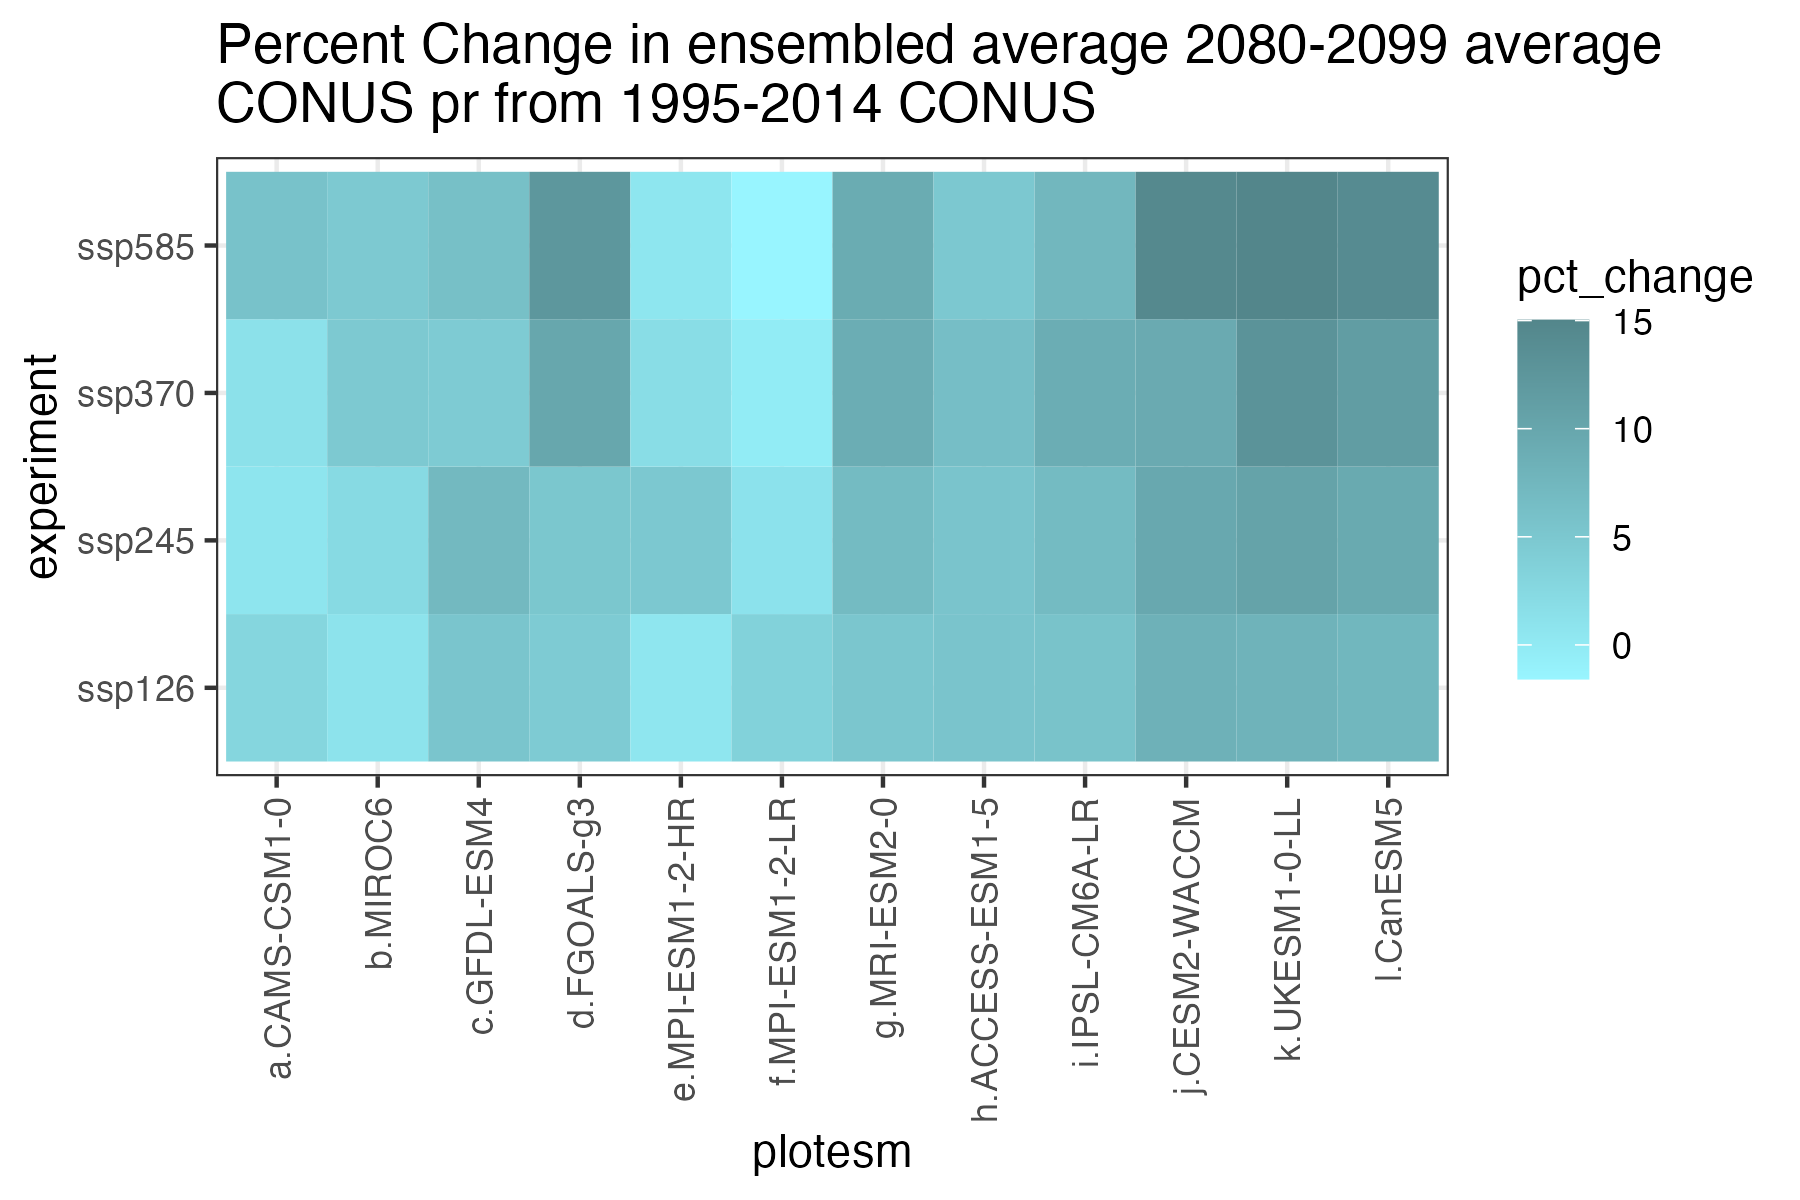 Percent Change in ensembled average 2080-2099 average
CONUS pr from 1995-2014 CONUS
experiment
ssp585
ssp370
ssp245
ssp126
a.CAMS-CSM1-0
b.MIROC6
c.GFDL-ESM4
d.FGOALS-g3
e.MPI-ESM1-2-HR
f.MPI-ESM1-2-LR
g.MRI-ESM2-0
h.ACCESS-ESM1-5
i.IPSL-CM6A-LR
j.CESM2-WACCM
k.UKESM1-0-LL
l.CanESM5
plotesm
pct_change
15
10
5
0